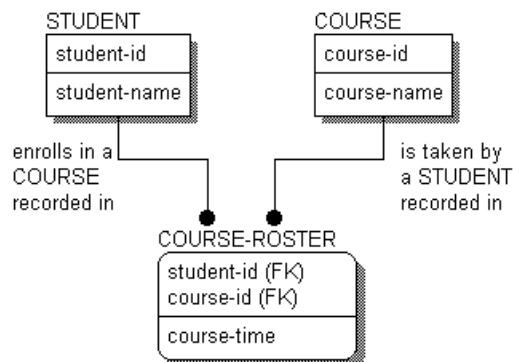 STUDENT
student-id
student-name
COURSE
course-id
course-name
enrolls in a
COURSE
recorded in
is taken by
a STUDENT
recorded in
COURSE-ROSTER
student-id (FK)
course-id (FK)
course-time